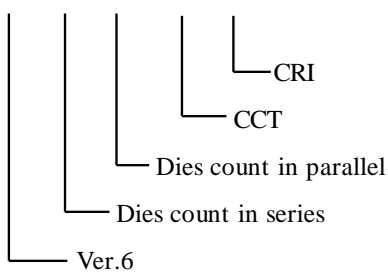 CRI
CCT
Dies count in parallel
Dies count in series
Ver.6